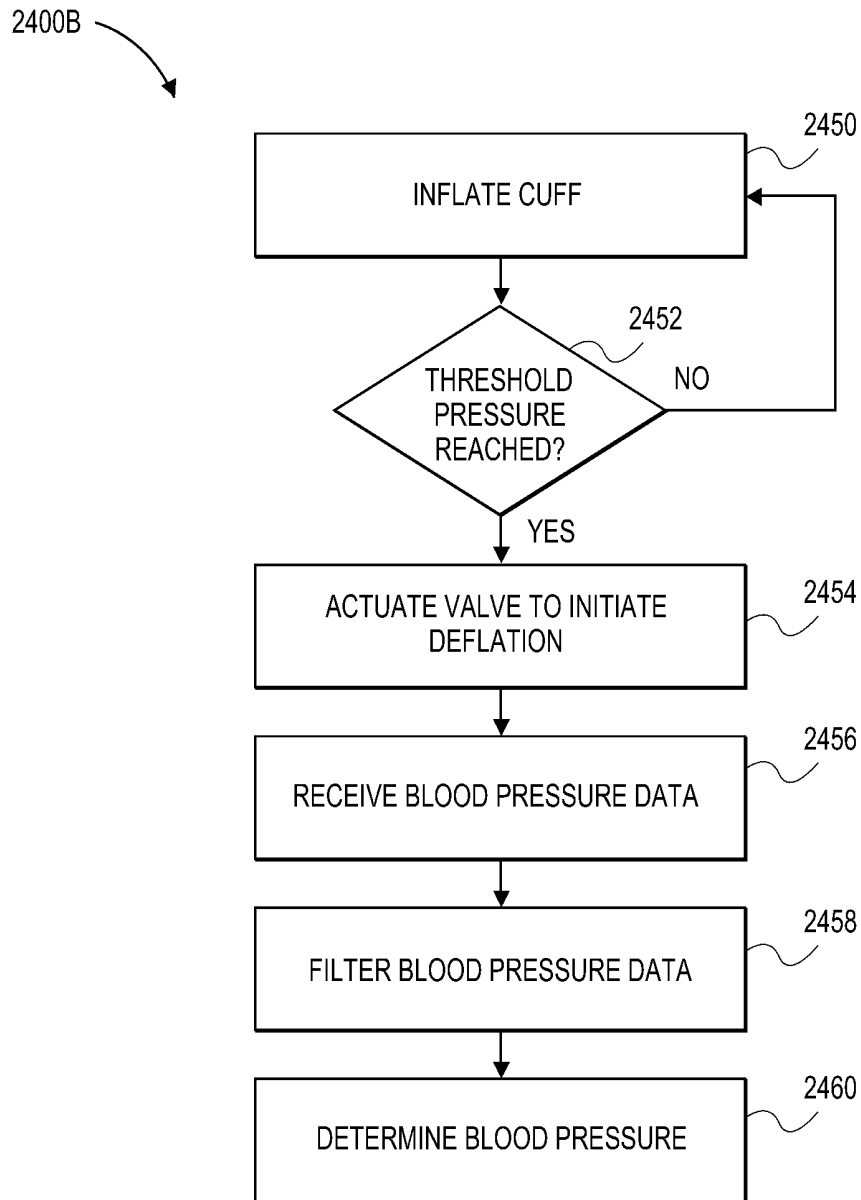 2400B
2450
INFLATE CUFF
2452
THRESHOLD
PRESSURE
REACHED?
NO
YES
2454
ACTUATE VALVE TO INITIATE
DEFLATION
2456
RECEIVE BLOOD PRESSURE DATA
2458
FILTER BLOOD PRESSURE DATA
2460
DETERMINE BLOOD PRESSURE